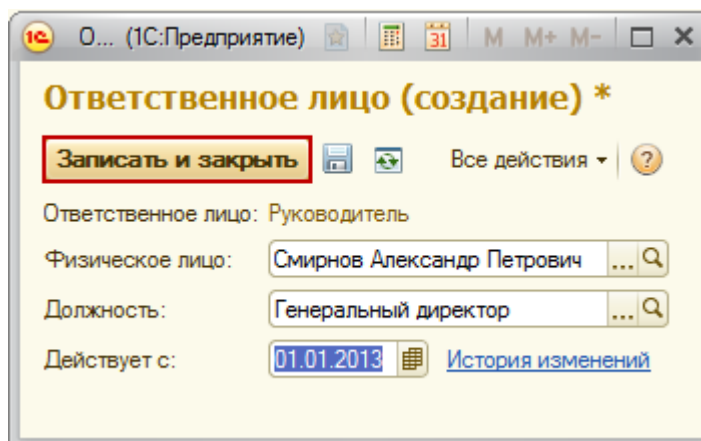 1С О... (1С:Предприятие) 31 M M+ M-
Ответственное лицо (создание) *
Записать и закрыть Все действия ?
Ответственное лицо: Руководитель
Физическое лицо: Смирнов Александр Петрович ...
Должность: Генеральный директор ...
Действует с: 01.01.2013 История изменений